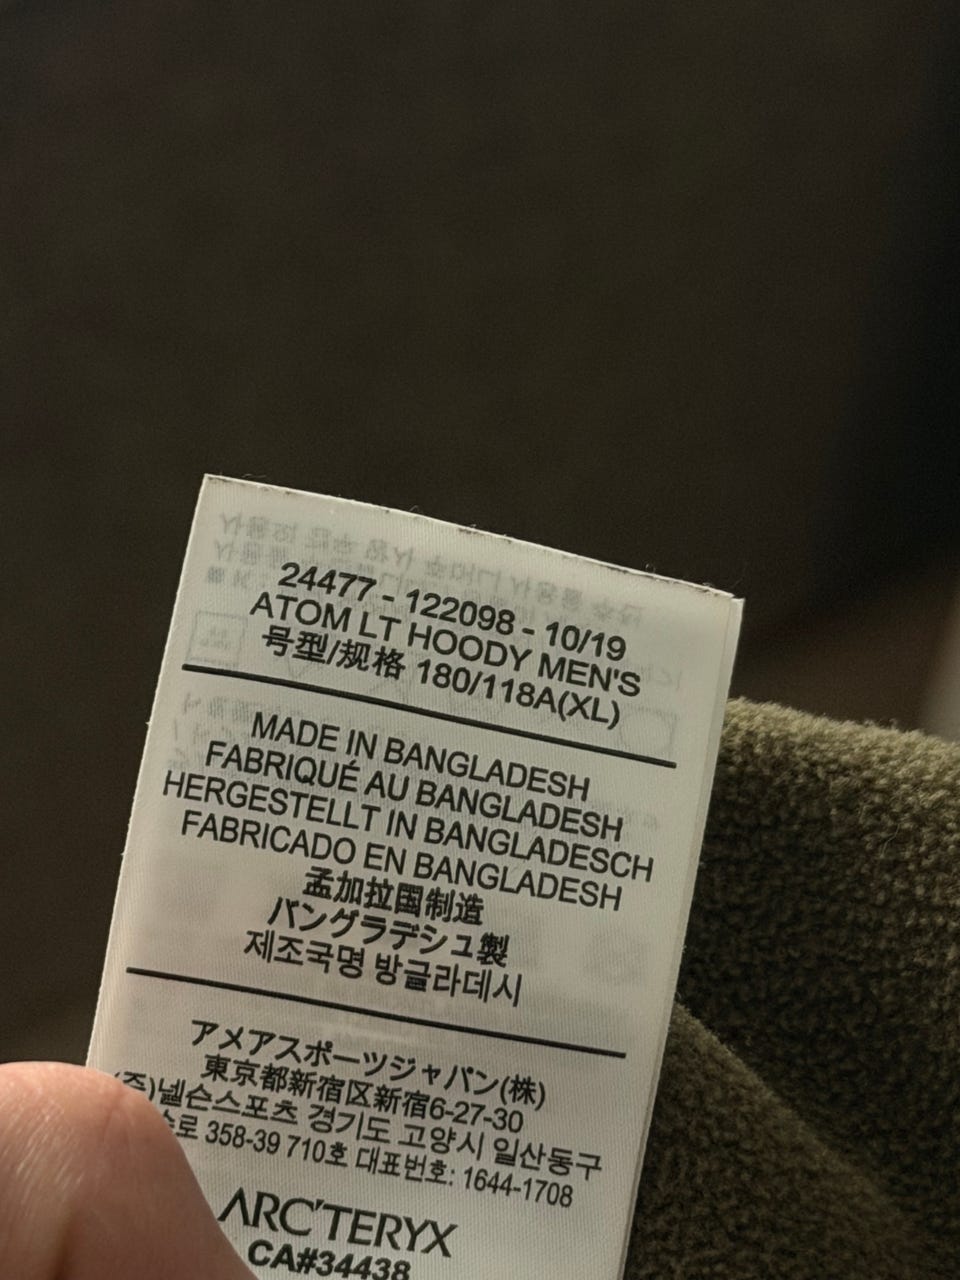 24477 - 122098 - 10/19
ATOM LT HOODY MEN'S
号型/规格 180/118A(XL)
MADE IN BANGLADESH
FABRIQUÉ AU BANGLADESH
HERGESTELLT IN BANGLADESCH
FABRICADO EN BANGLADESH
孟加拉国制造
バングラデシュ製
제조국명 방글라데시
アメアスポーツジャパン(株)
東京都新宿区新宿6-27-30
(주)넬슨스포츠 경기도 고양시 일산동구
358-39 710호 대표번호: 1644-1708
ARC'TERYX
CA#34438